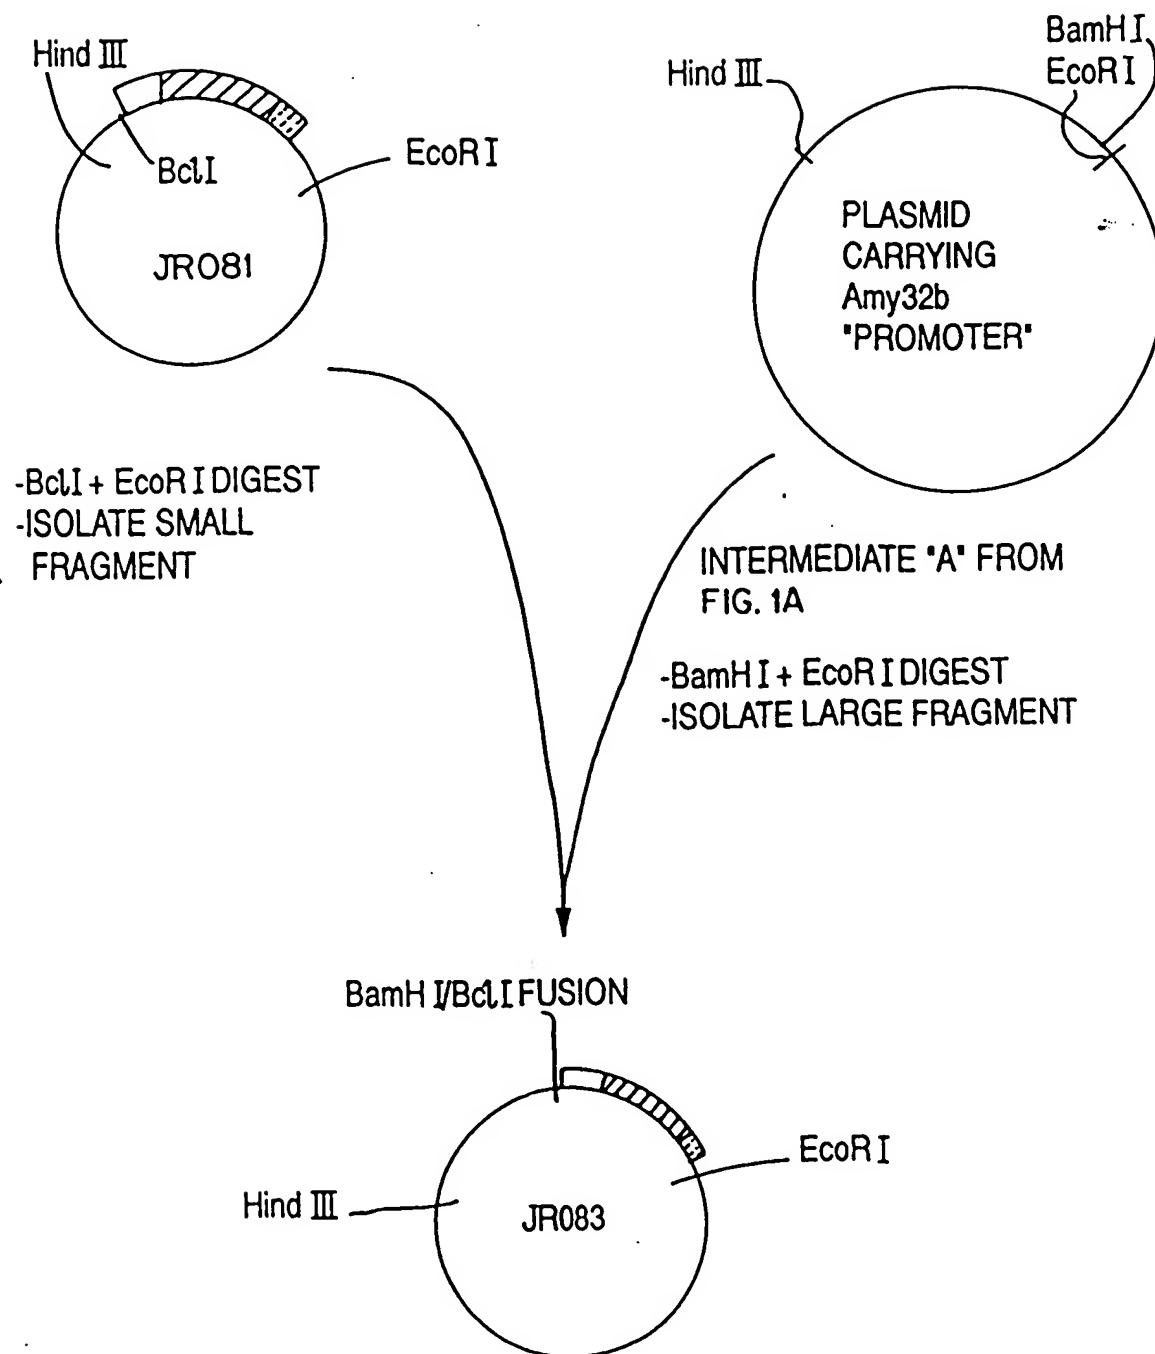 Hind III
BclI
EcoR I
JR081
Hind III
BamH I
EcoR I
PLASMID
CARRYING
Amy32b
"PROMOTER"
-BclI + EcoR I DIGEST
-ISOLATE SMALL
FRAGMENT
INTERMEDIATE "A" FROM
FIG. 1A
-BamH I + EcoR I DIGEST
-ISOLATE LARGE FRAGMENT
BamH I/BclI FUSION
EcoR I
Hind III
JR083